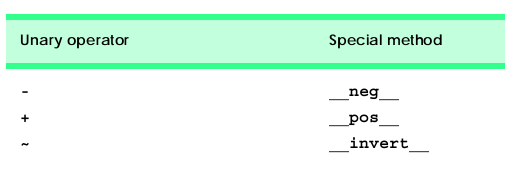 Unary operator Special method
- __neg__
+ __pos__
~ __invert__